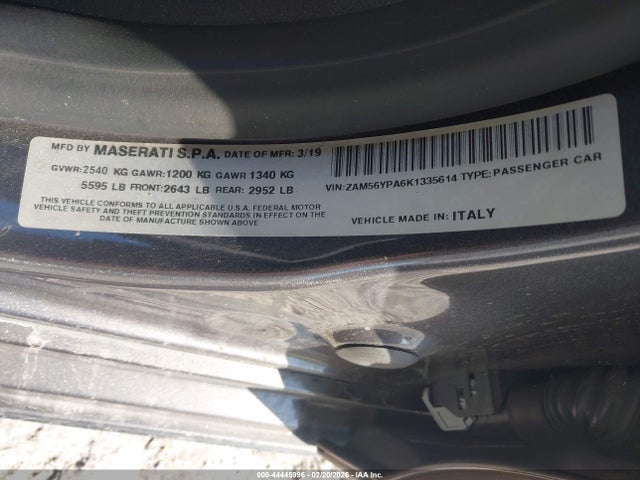 MFD BY MASERATI S.P.A. DATE OF MFR: 3/19
GVWR:2540 KG GAWR:1200 KG GAWR 1340 KG
5595 LB FRONT:2643 LB REAR: 2952 LB
THIS VEHICLE CONFORMS TO ALL APPLICABLE U.S.A. FEDERAL MOTOR
VEHICLE SAFETY AND THEFT PREVENTION STANDARDS IN EFFECT ON THE
DATE OF MANUFACTURE SHOWN ABOVE
VIN:ZAM56YPA6K1335614 TYPE:PASSENGER CAR
VEHICLE MADE IN: ITALY
000-44445996 - 02/20/2026 - IAAI.COM